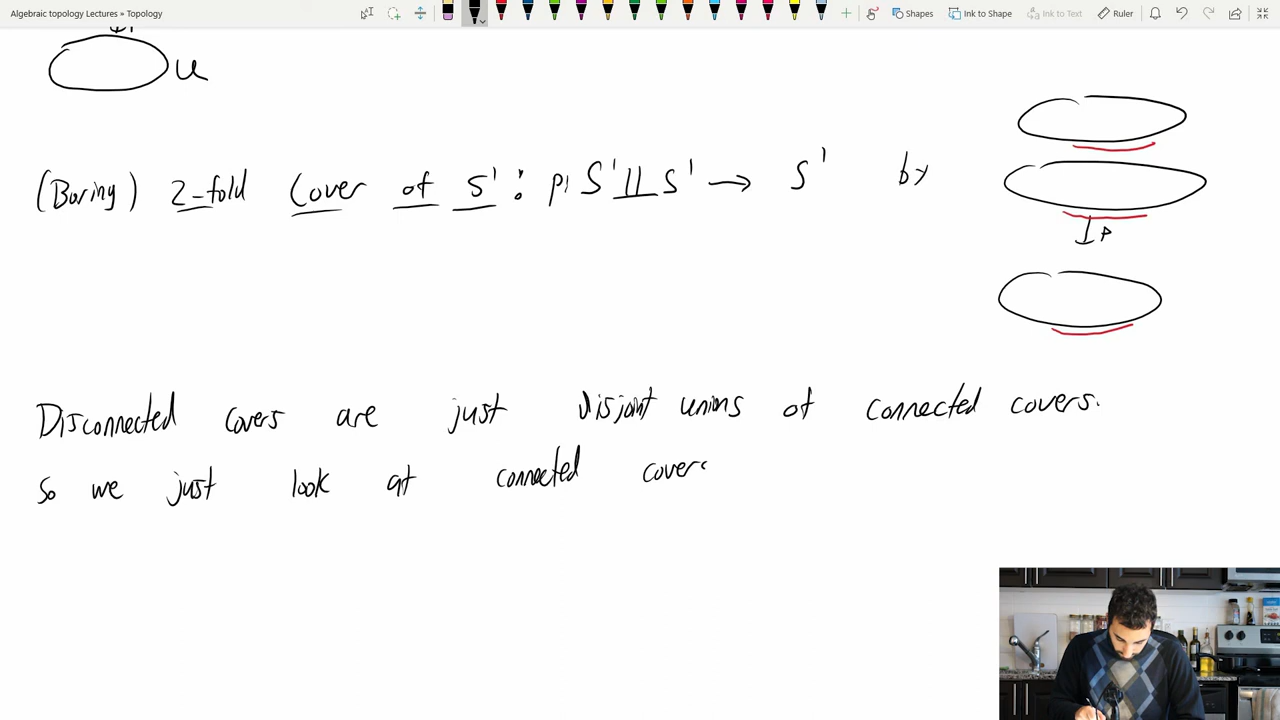 Algebraic topology Lectures » Topology
Shapes
Ink to Shape
Ink to Text
Ruler
U
(Boring) 2-fold Cover of S¹: p: S¹ ∐ S¹ → S¹ by
↓ p
Disconnected covers are just disjoint unions of connected covers.
So we just look at connected covers